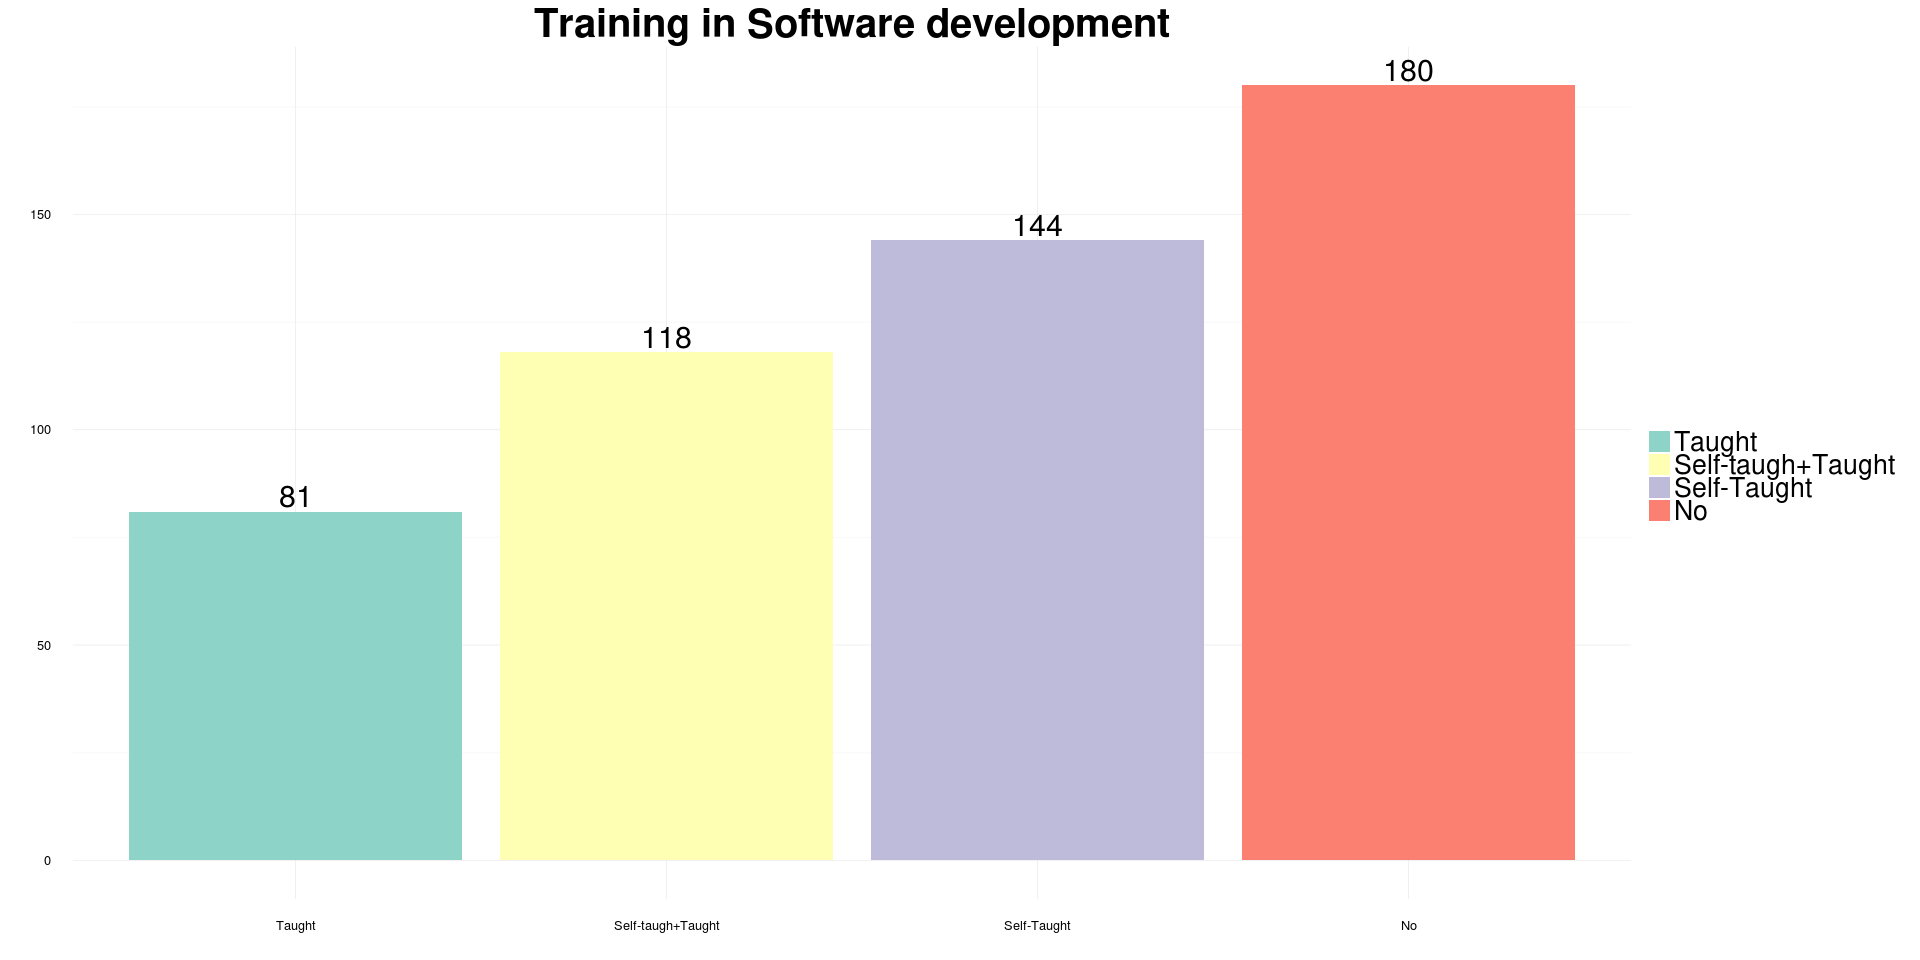 Training in Software development
180
150
144
118
100
81
50
0
Taught
Self-taugh+Taught
Self-Taught
No
Taught
Self-taugh+Taught
Self-Taught
No